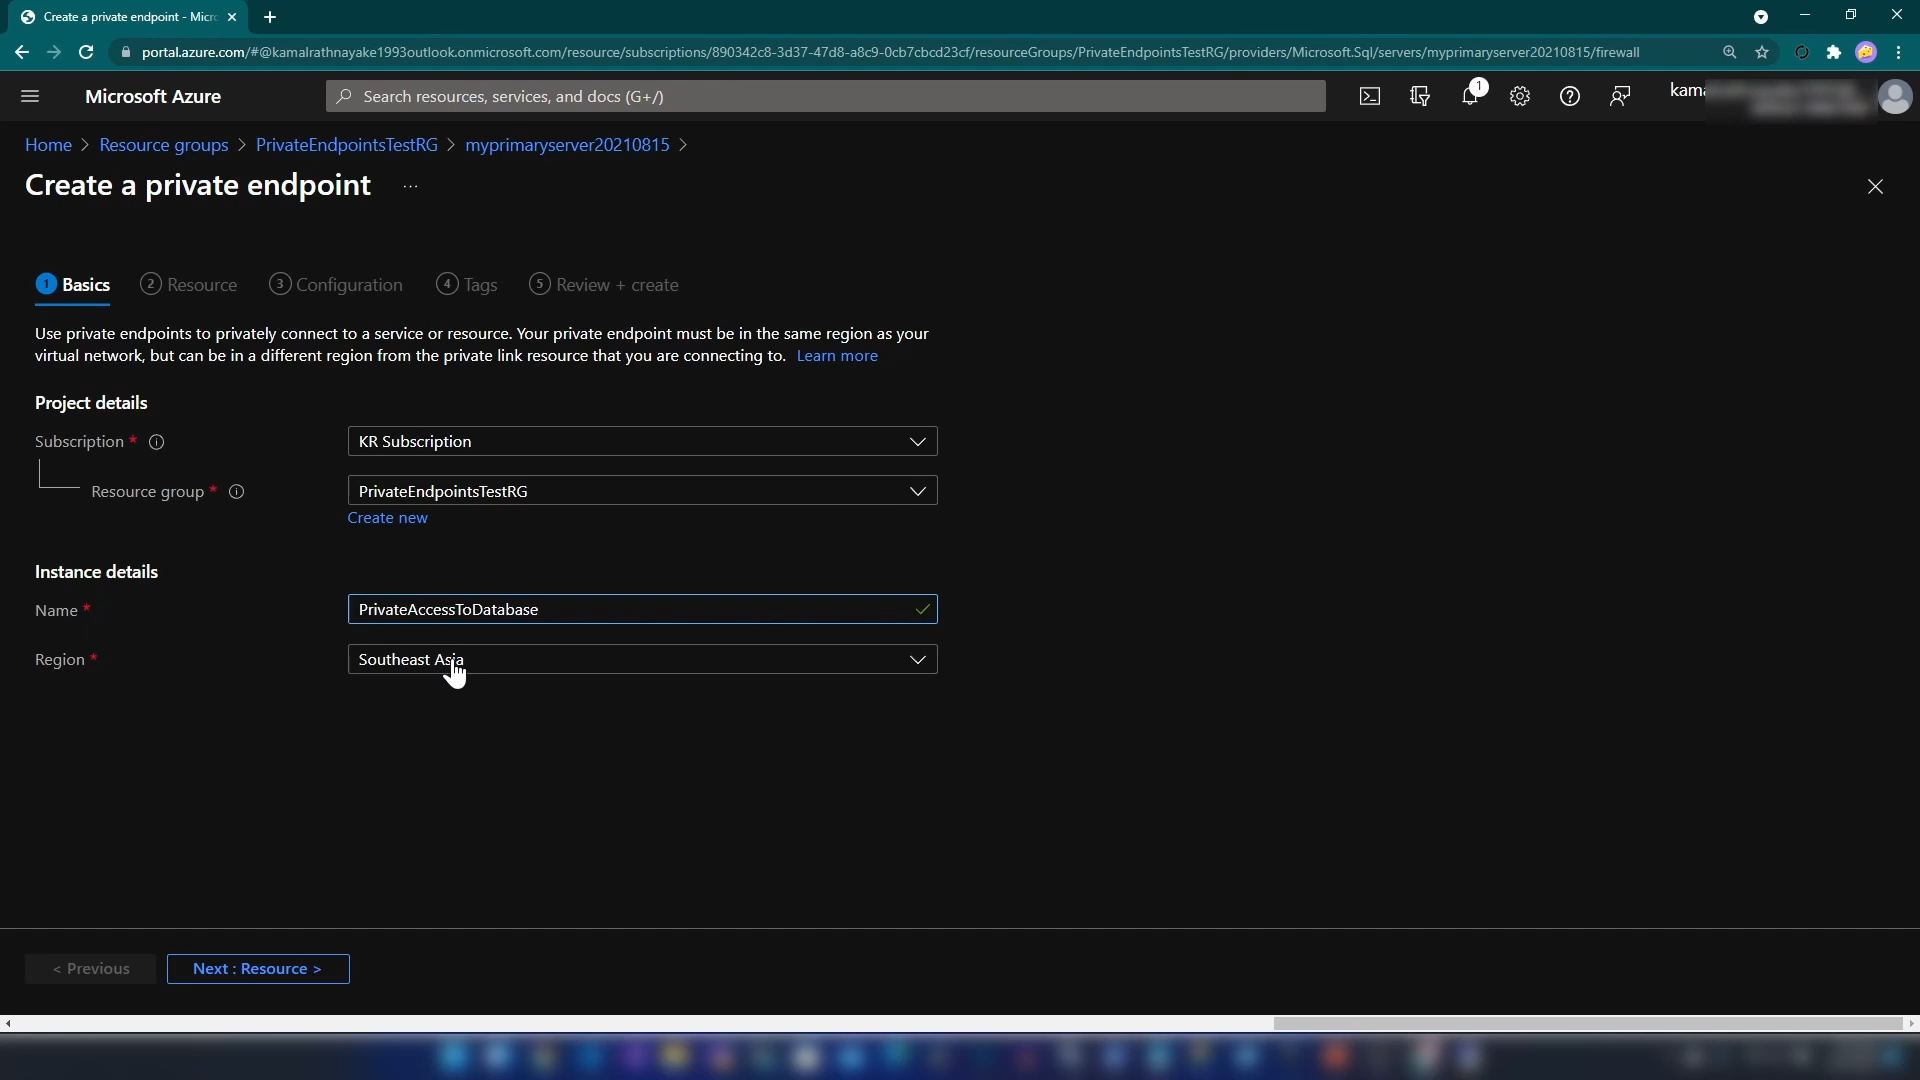 Create a private endpoint - Micr
portal.azure.com/#@kamalrathnayake1993outlook.onmicrosoft.com/resource/subscriptions/890342c8-3d37-47d8-a8c9-0cb7cbcd23cf/resourceGroups/PrivateEndpointsTestRG/providers/Microsoft.Sql/servers/myprimaryserver20210815/firewall
Microsoft Azure
Search resources, services, and docs (G+/)
1
kama
Home > Resource groups > PrivateEndpointsTestRG > myprimaryserver20210815 >
Create a private endpoint ...
1 Basics 2 Resource 3 Configuration 4 Tags 5 Review + create
Use private endpoints to privately connect to a service or resource. Your private endpoint must be in the same region as your
virtual network, but can be in a different region from the private link resource that you are connecting to. Learn more
Project details
Subscription * KR Subscription
Resource group * PrivateEndpointsTestRG
Create new
Instance details
Name * PrivateAccessToDatabase
Region * Southeast Asia
< Previous Next : Resource >